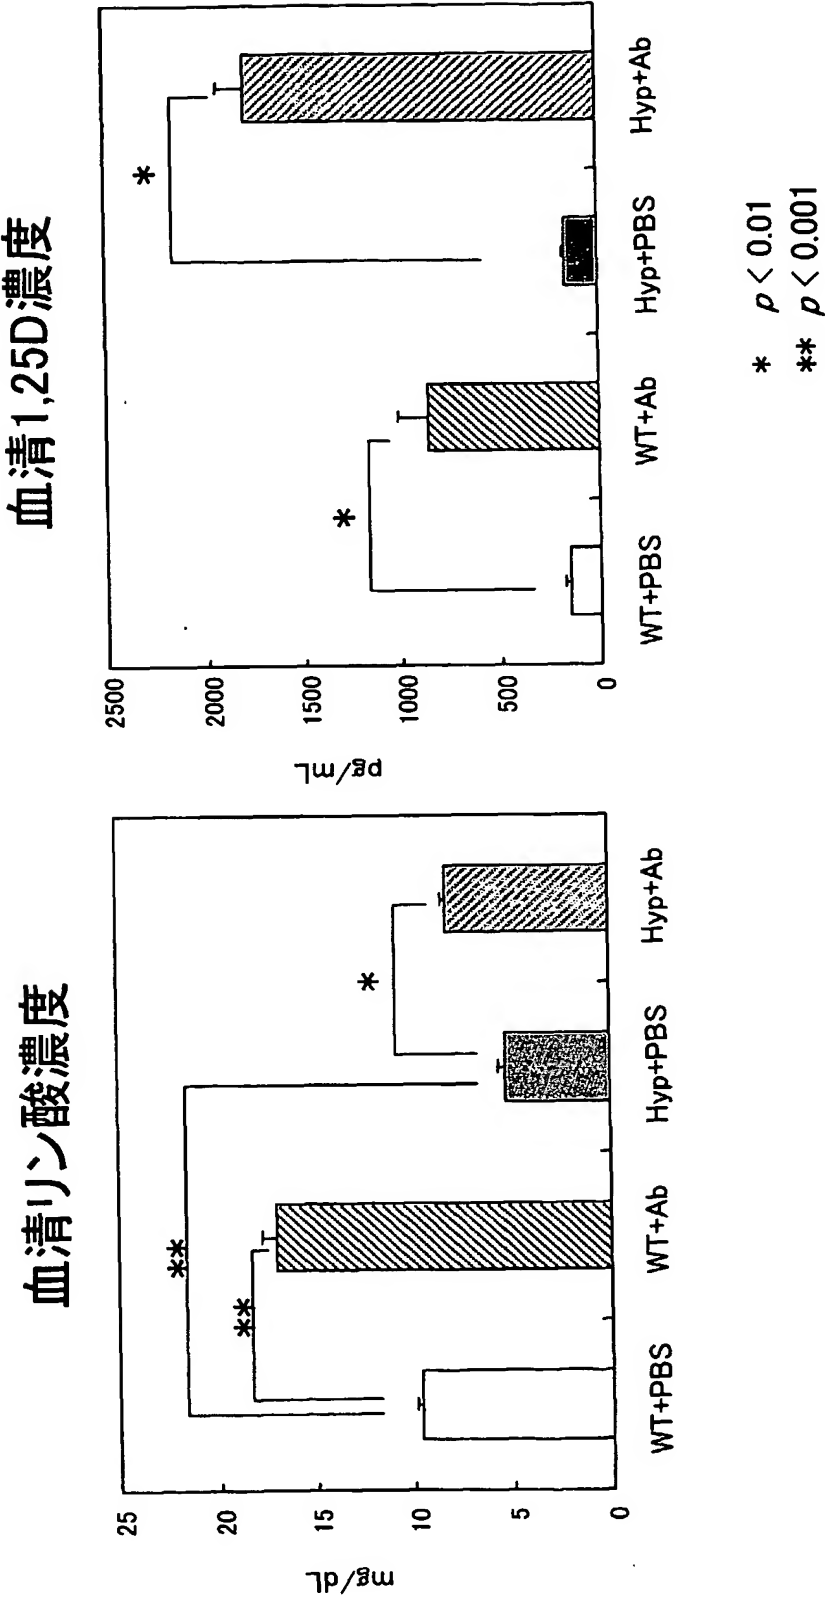 血清リン酸濃度
mg/dL
25
20
15
10
5
0
**
**
*
WT+PBS
WT+Ab
Hyp+PBS
Hyp+Ab
血清1,25D濃度
pg/mL
2500
2000
1500
1000
500
0
*
*
WT+PBS
WT+Ab
Hyp+PBS
Hyp+Ab
* p < 0.01
** p < 0.001